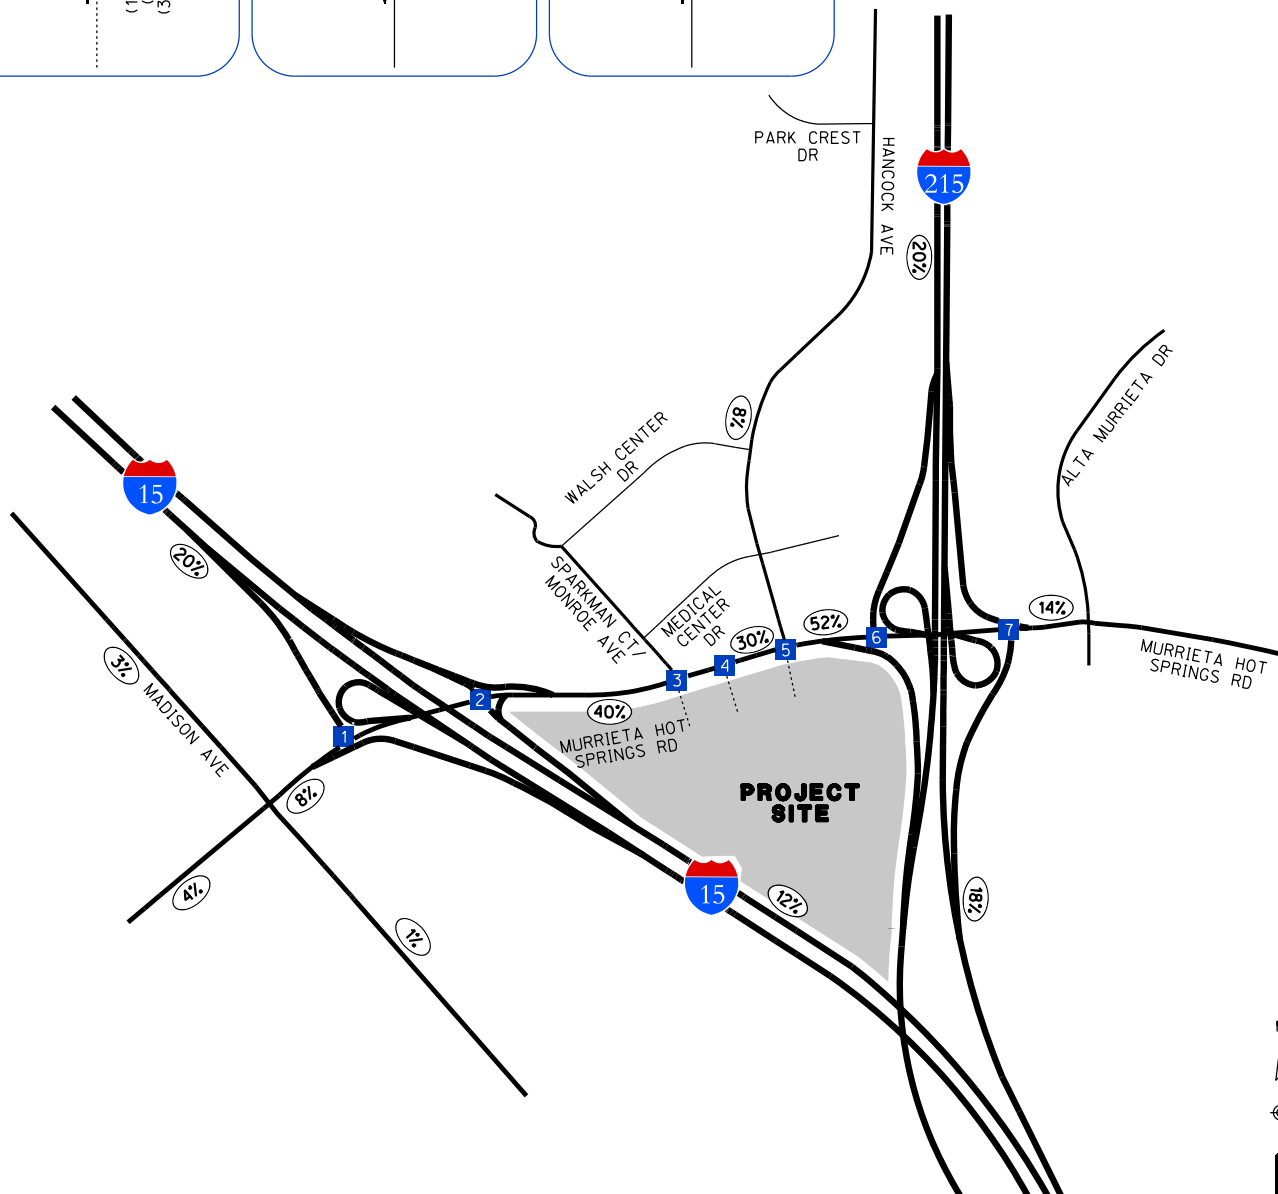 (1
(
(3
PARK CREST
DR
HANCOCK AVE
215
20%
ALTA MURRIETA DR
8%
WALSH CENTER
DR
15
20%
SPARKMAN CT/
MONROE AVE
MEDICAL
CENTER
DR
30%
52%
14%
7
6
5
4
3
2
1
MURRIETA HOT
SPRINGS RD
3%
MADISON AVE
40%
MURRIETA HOT
SPRINGS RD
PROJECT
SITE
8%
4%
15
12%
18%
1%